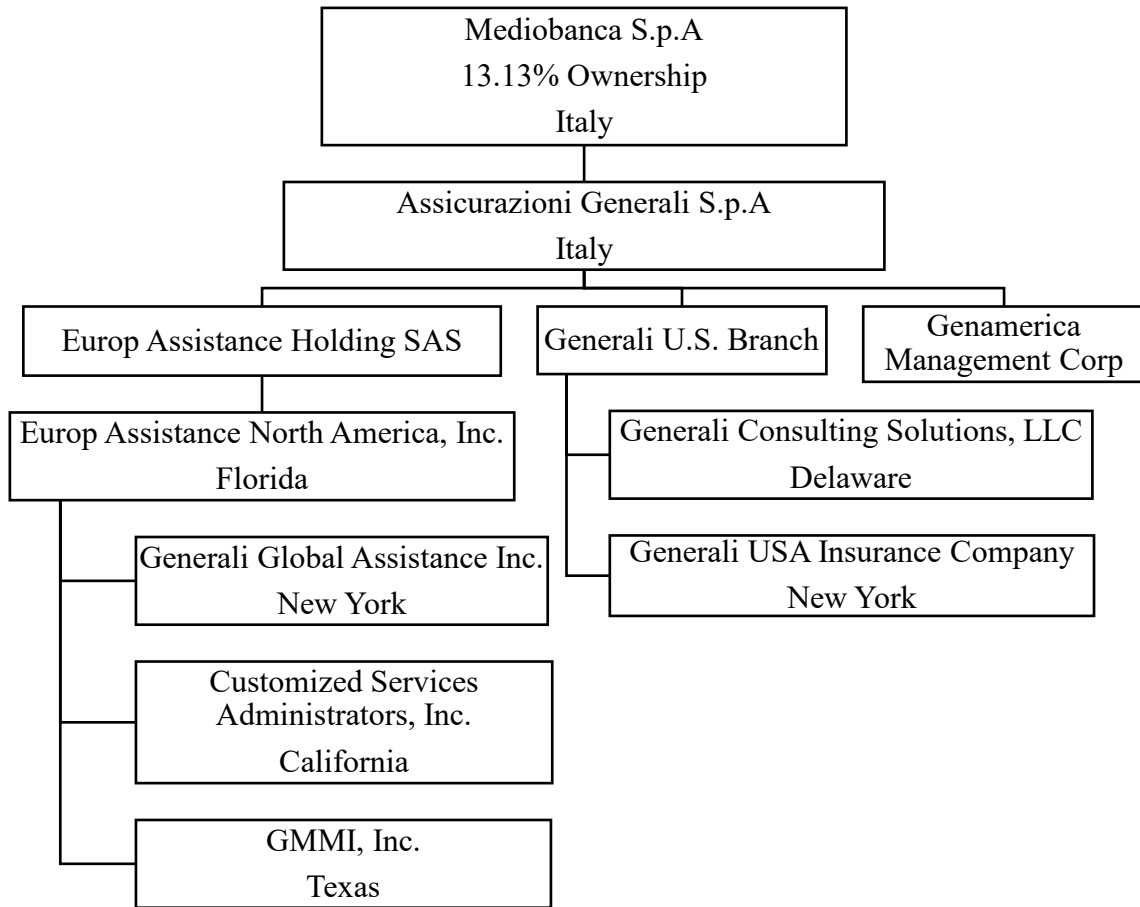 Mediobanca S.p.A
13.13% Ownership
Italy
Assicurazioni Generali S.p.A
Italy
Europ Assistance Holding SAS
Generali U.S. Branch
Genamerica
Management Corp
Europ Assistance North America, Inc.
Florida
Generali Consulting Solutions, LLC
Delaware
Generali Global Assistance Inc.
New York
Generali USA Insurance Company
New York
Customized Services
Administrators, Inc.
California
GMMI, Inc.
Texas